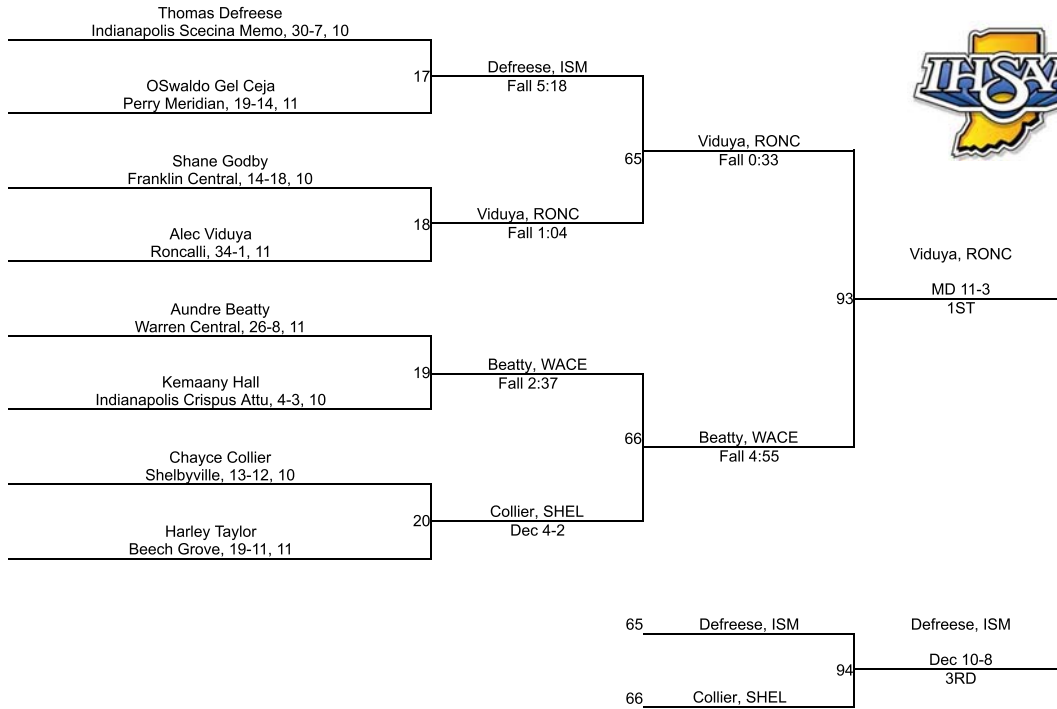 Thomas Defreese
Indianapolis Scecina Memo, 30-7, 10
17
OSwaldo Gel Ceja
Perry Meridian, 19-14, 11
Defreese, ISM
Fall 5:18
Shane Godby
Franklin Central, 14-18, 10
18
Alec Viduya
Roncalli, 34-1, 11
Viduya, RONC
Fall 1:04
65
Viduya, RONC
Fall 0:33
Aundre Beatty
Warren Central, 26-8, 11
19
Kemaany Hall
Indianapolis Crispus Attu, 4-3, 10
Beatty, WACE
Fall 2:37
Chayce Collier
Shelbyville, 13-12, 10
20
Harley Taylor
Beech Grove, 19-11, 11
Collier, SHEL
Dec 4-2
66
Beatty, WACE
Fall 4:55
93
Viduya, RONC
MD 11-3
1ST
IHSAA
65
Defreese, ISM
66
Collier, SHEL
94
Defreese, ISM
Dec 10-8
3RD